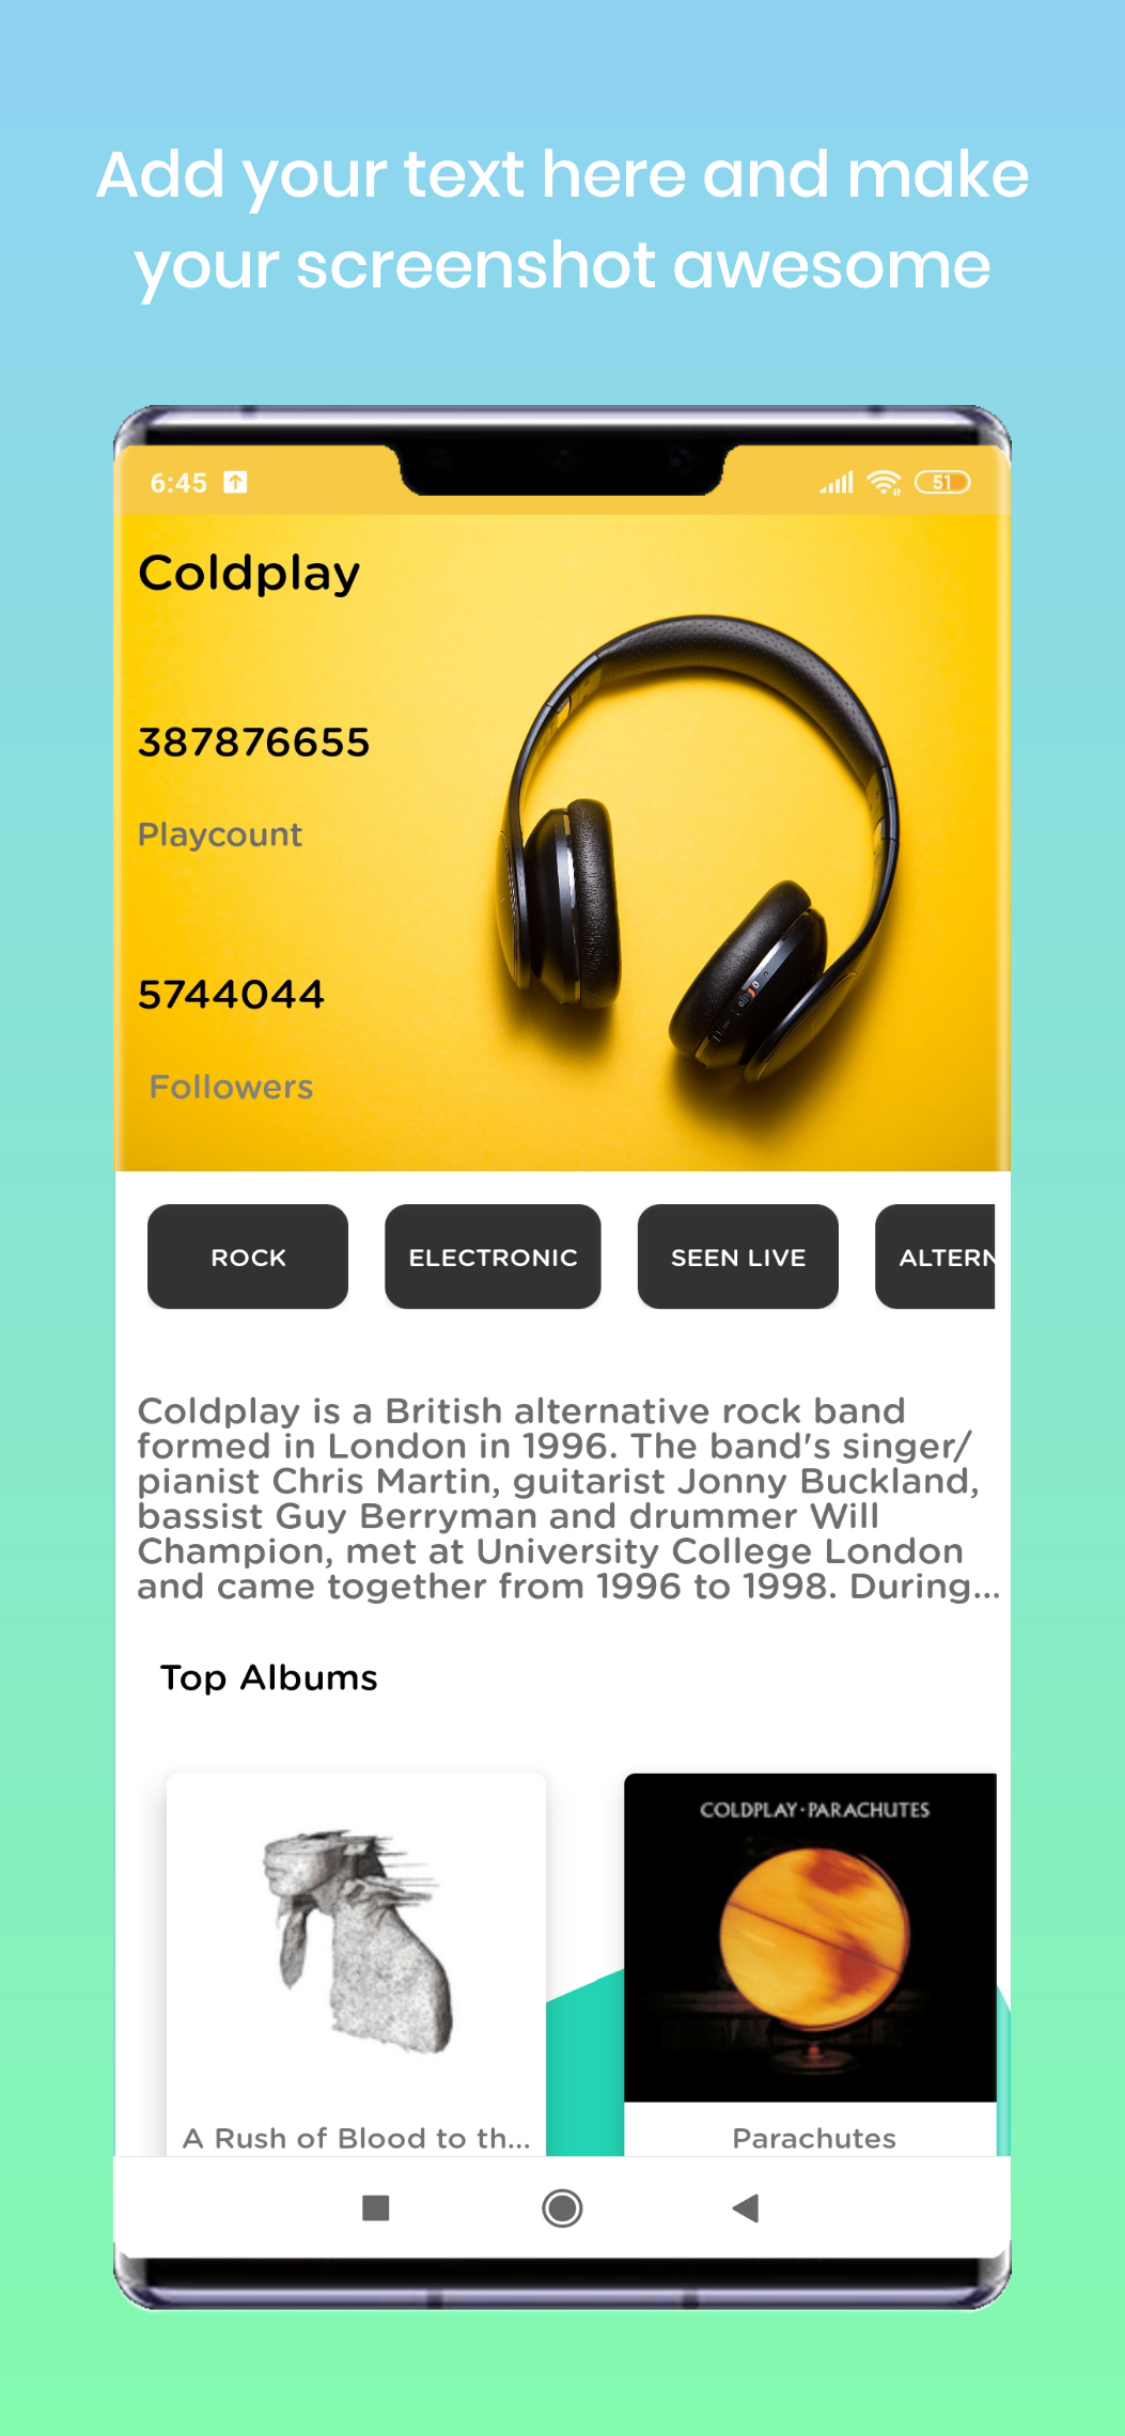 Add your text here and make
your screenshot awesome
6:45
51
Coldplay
387876655
Playcount
5744044
Followers
ROCK
ELECTRONIC
SEEN LIVE
ALTERN
Coldplay is a British alternative rock band
formed in London in 1996. The band's singer/
pianist Chris Martin, guitarist Jonny Buckland,
bassist Guy Berryman and drummer Will
Champion, met at University College London
and came together from 1996 to 1998. During...
Top Albums
COLDPLAY·PARACHUTES
A Rush of Blood to th...
Parachutes